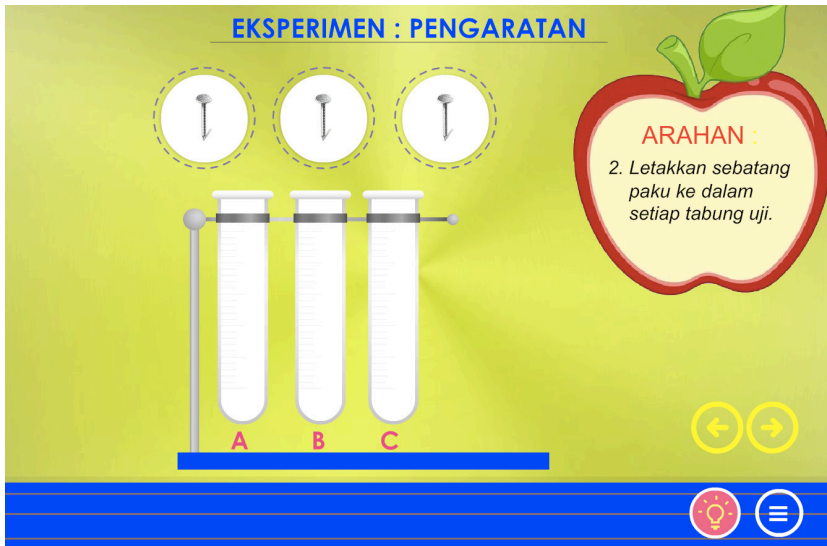 EKSPERIMEN : PENGARATAN
ARAHAN :
2. Letakkan sebatang
paku ke dalam
setiap tabung uji.
A B C